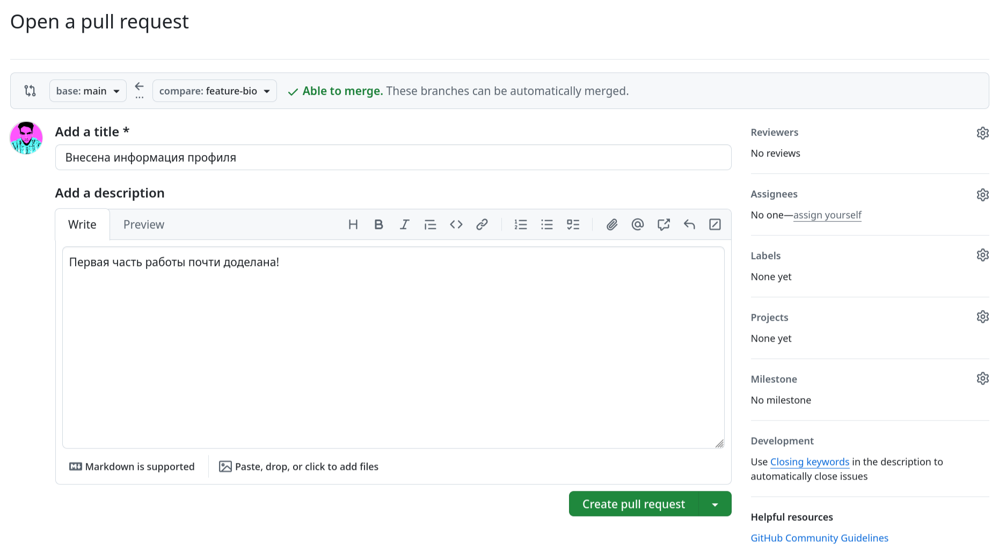 Open a pull request
base: main
...
compare: feature-bio
Able to merge. These branches can be automatically merged.
Add a title *
Внесена информация профиля
Add a description
Write
Preview
Первая часть работы почти доделана!
Markdown is supported
Paste, drop, or click to add files
Create pull request
Reviewers
No reviews
Assignees
No one—assign yourself
Labels
None yet
Projects
None yet
Milestone
No milestone
Development
Use Closing keywords in the description to
automatically close issues
Helpful resources
GitHub Community Guidelines